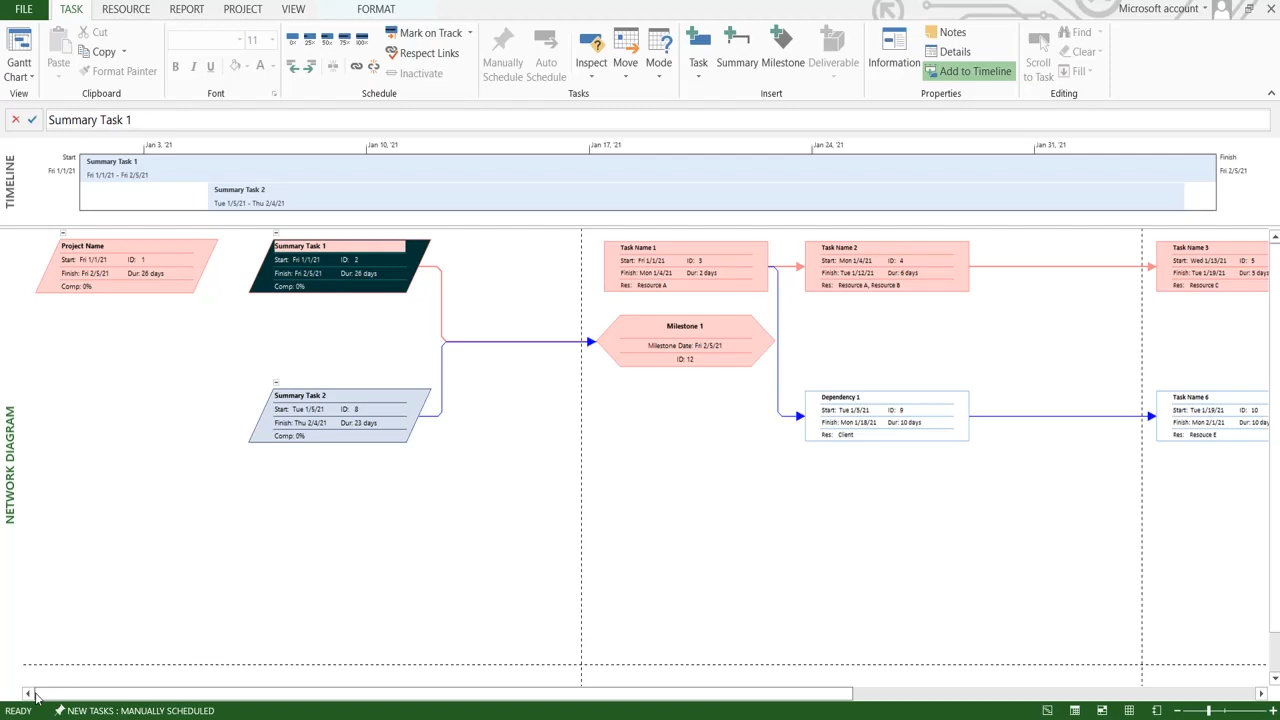 FILE TASK RESOURCE REPORT PROJECT VIEW FORMAT Microsoft account
Gantt Chart
View
Paste
Cut
Copy
Format Painter
Clipboard
11
B I U A
Font
0% 25% 50% 75% 100%
Mark on Track
Respect Links
Inactivate
Schedule
Manually Schedule
Auto Schedule
Inspect Move Mode
Tasks
Task Summary Milestone Deliverable
Insert
Information
Notes
Details
Add to Timeline
Properties
Scroll to Task
Find
Clear
Fill
Editing
Summary Task 1
TIMELINE
Jan 3, '21 Jan 10, '21 Jan 17, '21 Jan 24, '21 Jan 31, '21
Start
Fri 1/1/21
Finish
Fri 2/5/21
Summary Task 1
Fri 1/1/21 - Fri 2/5/21
Summary Task 2
Tue 1/5/21 - Thu 2/4/21
NETWORK DIAGRAM
Project Name
Start: Fri 1/1/21 ID: 1
Finish: Fri 2/5/21 Dur: 26 days
Comp: 0%
Summary Task 1
Start: Fri 1/1/21 ID: 2
Finish: Fri 2/5/21 Dur: 26 days
Comp: 0%
Task Name 1
Start: Fri 1/1/21 ID: 3
Finish: Mon 1/4/21 Dur: 2 days
Res: Resource A
Task Name 2
Start: Mon 1/4/21 ID: 4
Finish: Tue 1/12/21 Dur: 6 days
Res: Resource A, Resource B
Task Name 3
Start: Wed 1/13/21 ID: 5
Finish: Tue 1/19/21 Dur: 5 days
Res: Resource C
Milestone 1
Milestone Date: Fri 2/5/21
ID: 12
Summary Task 2
Start: Tue 1/5/21 ID: 8
Finish: Thu 2/4/21 Dur: 23 days
Comp: 0%
Dependency 1
Start: Tue 1/5/21 ID: 9
Finish: Mon 1/18/21 Dur: 10 days
Res: Client
Task Name 6
Start: Tue 1/19/21 ID: 10
Finish: Mon 2/1/21 Dur: 10 day
Res: Resouce E
READY NEW TASKS : MANUALLY SCHEDULED